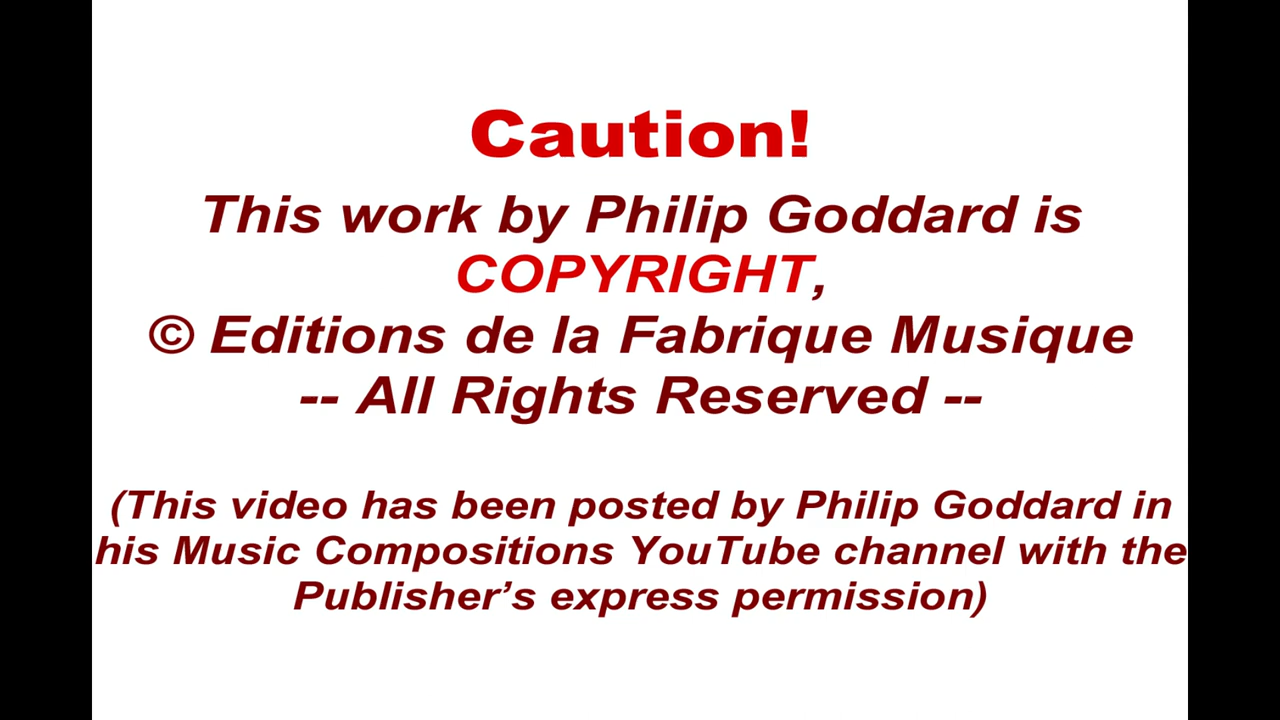 Caution!
This work by Philip Goddard is
COPYRIGHT,
© Editions de la Fabrique Musique
-- All Rights Reserved --
(This video has been posted by Philip Goddard in
his Music Compositions YouTube channel with the
Publisher’s express permission)